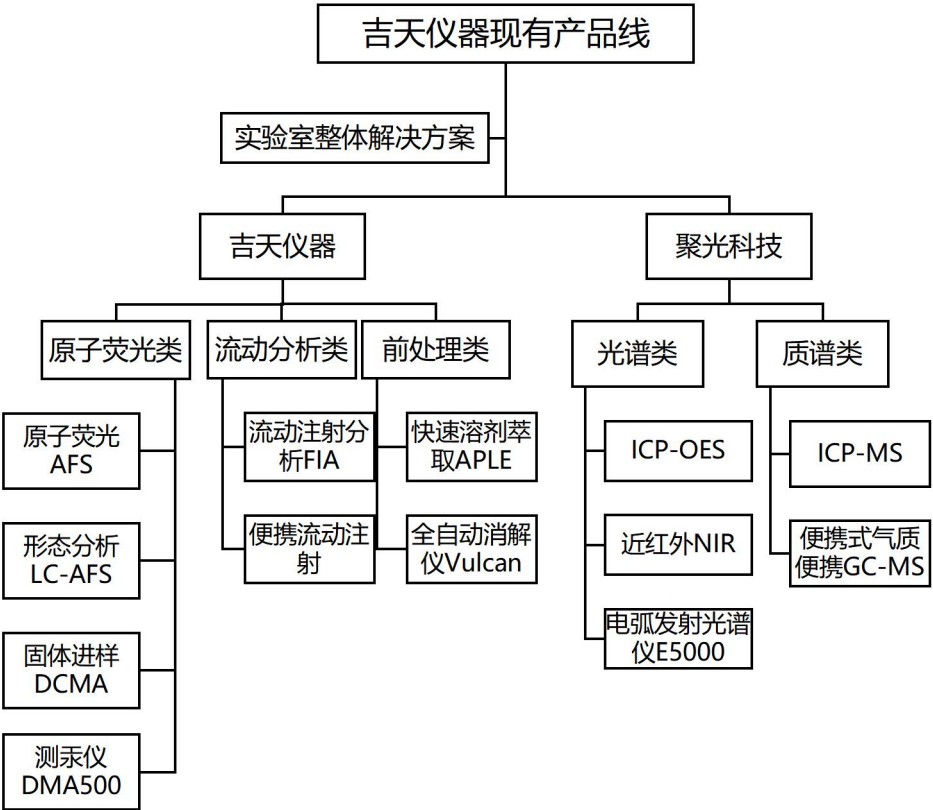 吉天仪器现有产品线
实验室整体解决方案
吉天仪器
聚光科技
原子荧光类
流动分析类
前处理类
光谱类
质谱类
原子荧光
AFS
形态分析
LC-AFS
固体进样
DCMA
测汞仪
DMA500
流动注射分
析FIA
便携流动注
射
快速溶剂萃
取APLE
全自动消解
仪Vulcan
ICP-OES
近红外NIR
电弧发射光谱
仪E5000
ICP-MS
便携式气质
便携GC-MS